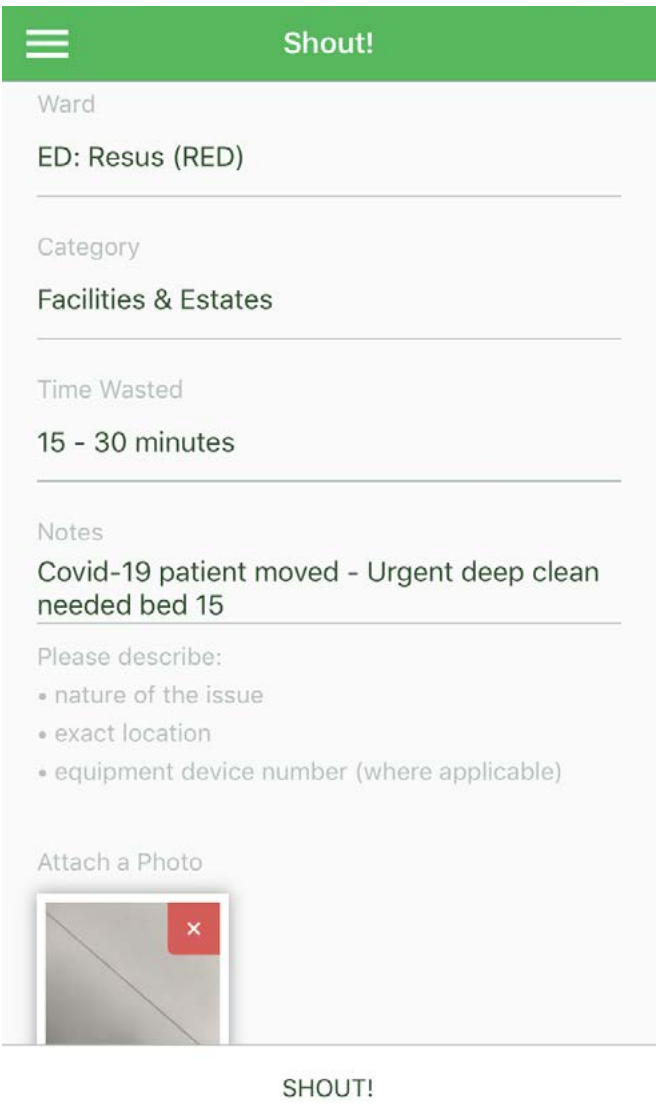 Shout!
Ward
ED: Resus (RED)
Category
Facilities & Estates
Time Wasted
15 - 30 minutes
Notes
Covid-19 patient moved - Urgent deep clean
needed bed 15
Please describe:
• nature of the issue
• exact location
• equipment device number (where applicable)
Attach a Photo
×
SHOUT!